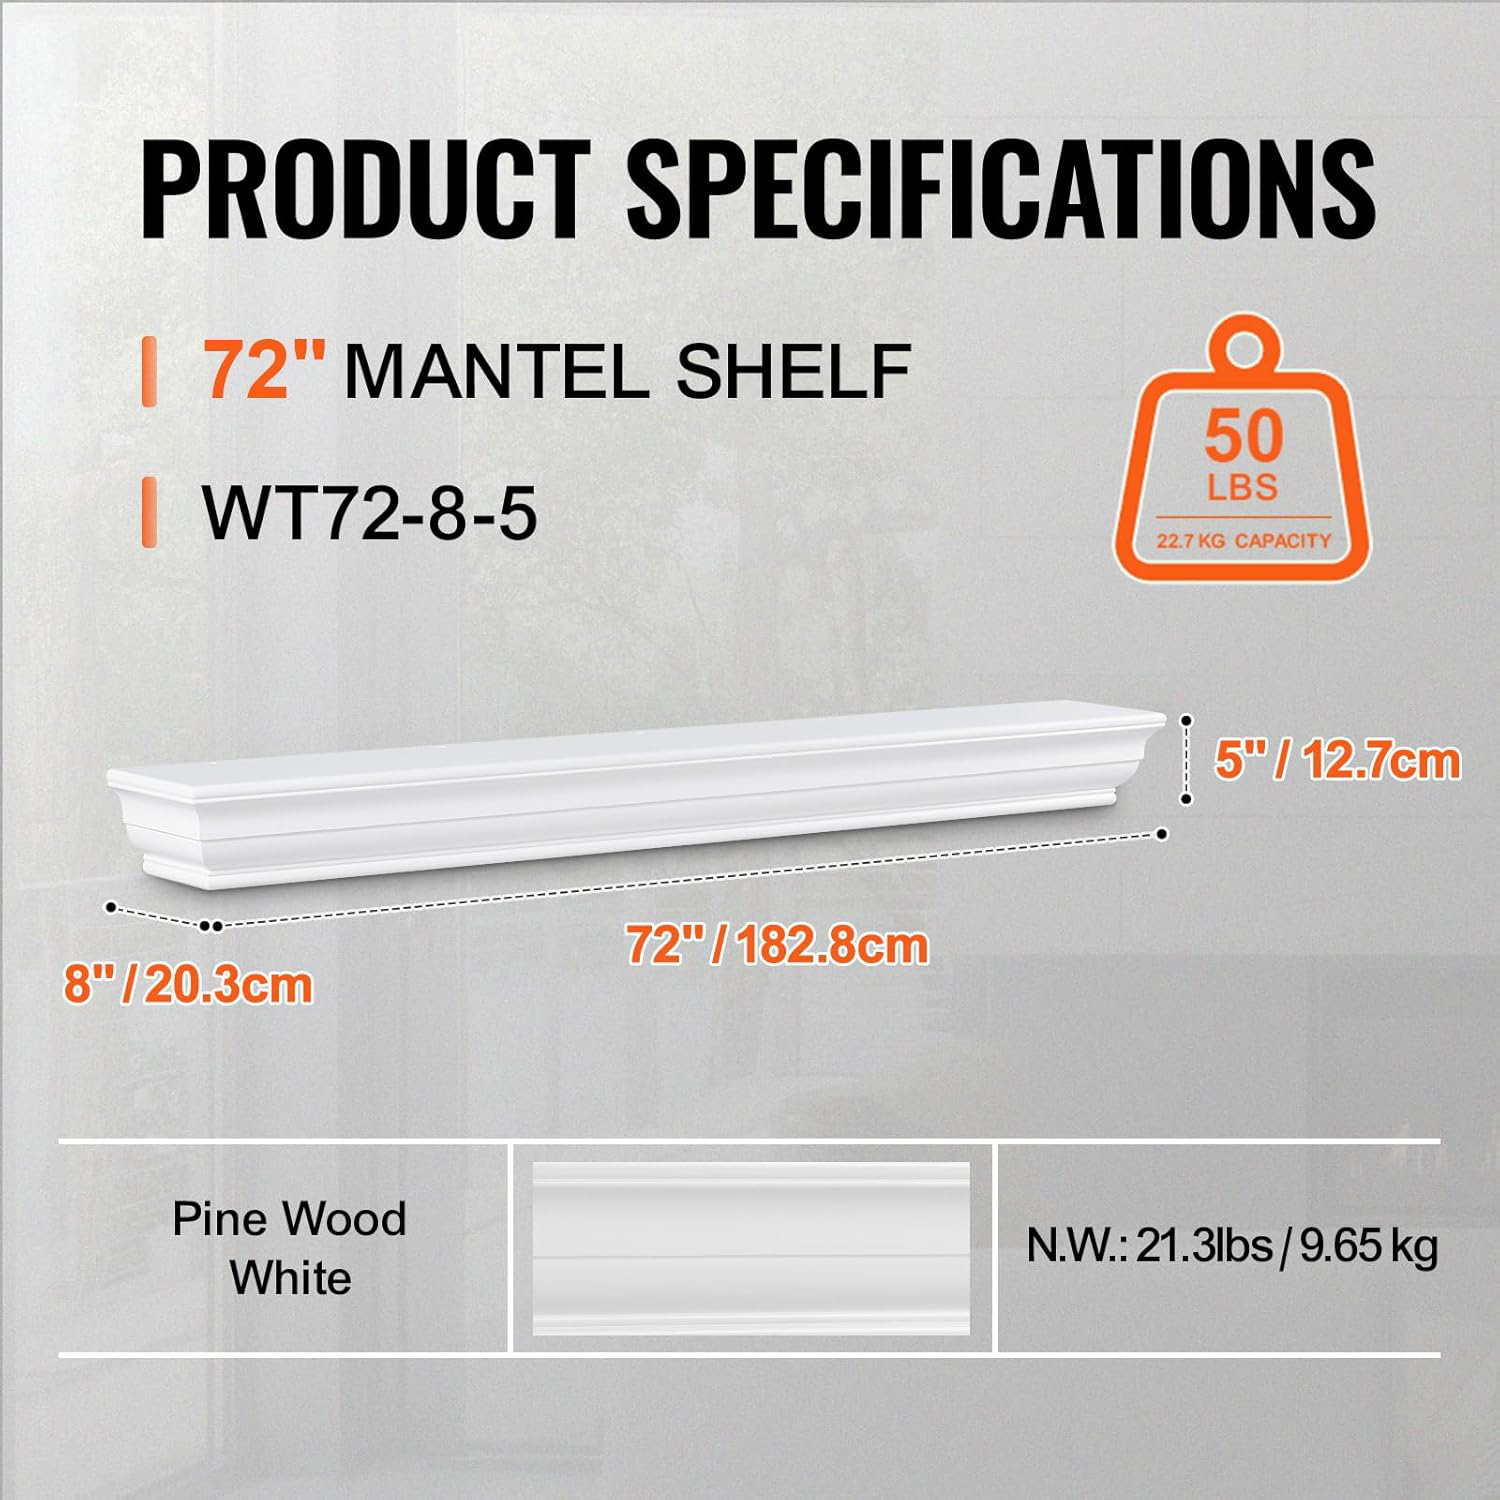 PRODUCT SPECIFICATIONS
72" MANTEL SHELF
WT72-8-5
50
LBS
22.7 KG CAPACITY
5" / 12.7cm
72" / 182.8cm
8" / 20.3cm
Pine Wood
White
N.W.: 21.3lbs / 9.65 kg